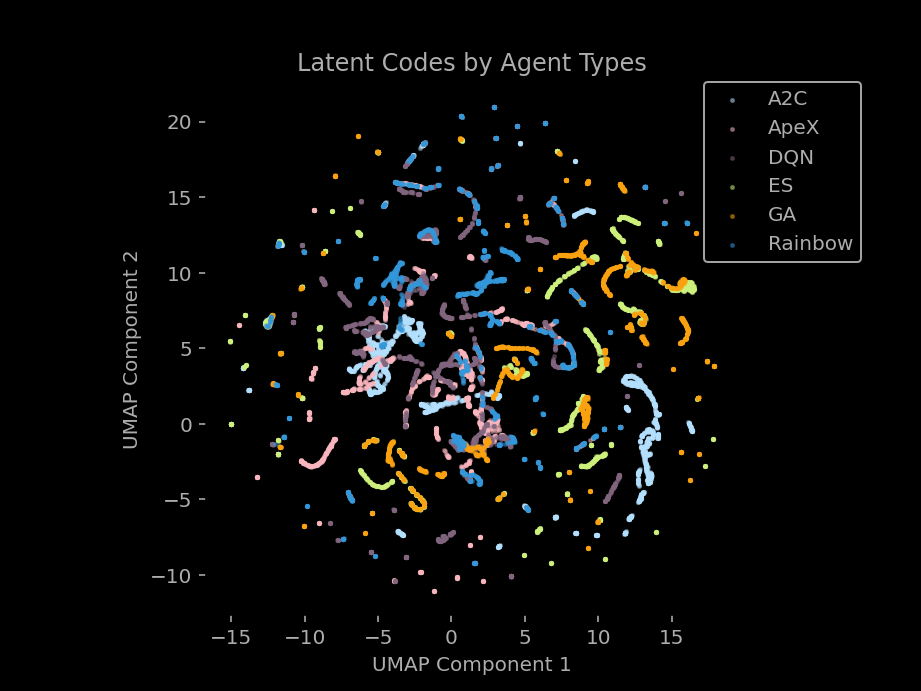 Latent Codes by Agent Types
A2C
ApeX
DQN
ES
GA
Rainbow
20
15
10
5
0
−5
−10
UMAP Component 2
−15
−10
−5
0
5
10
15
UMAP Component 1